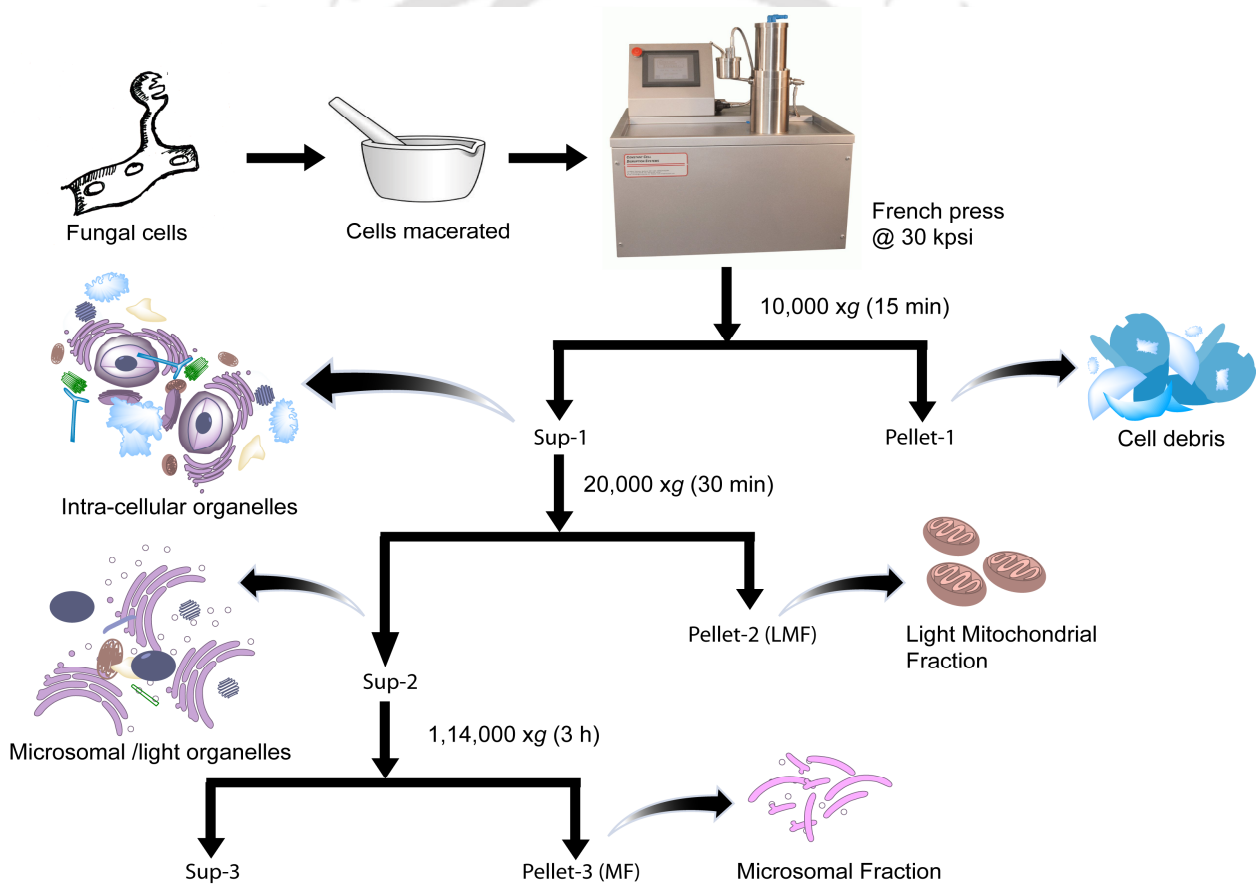 Fungal cells
Cells macerated
French press
@ 30 kpsi
10,000 xg (15 min)
Sup-1
Pellet-1
Cell debris
Intra-cellular organelles
20,000 xg (30 min)
Pellet-2 (LMF)
Light Mitochondrial
Fraction
Sup-2
Microsomal /light organelles
1,14,000 xg (3 h)
Sup-3
Pellet-3 (MF)
Microsomal Fraction